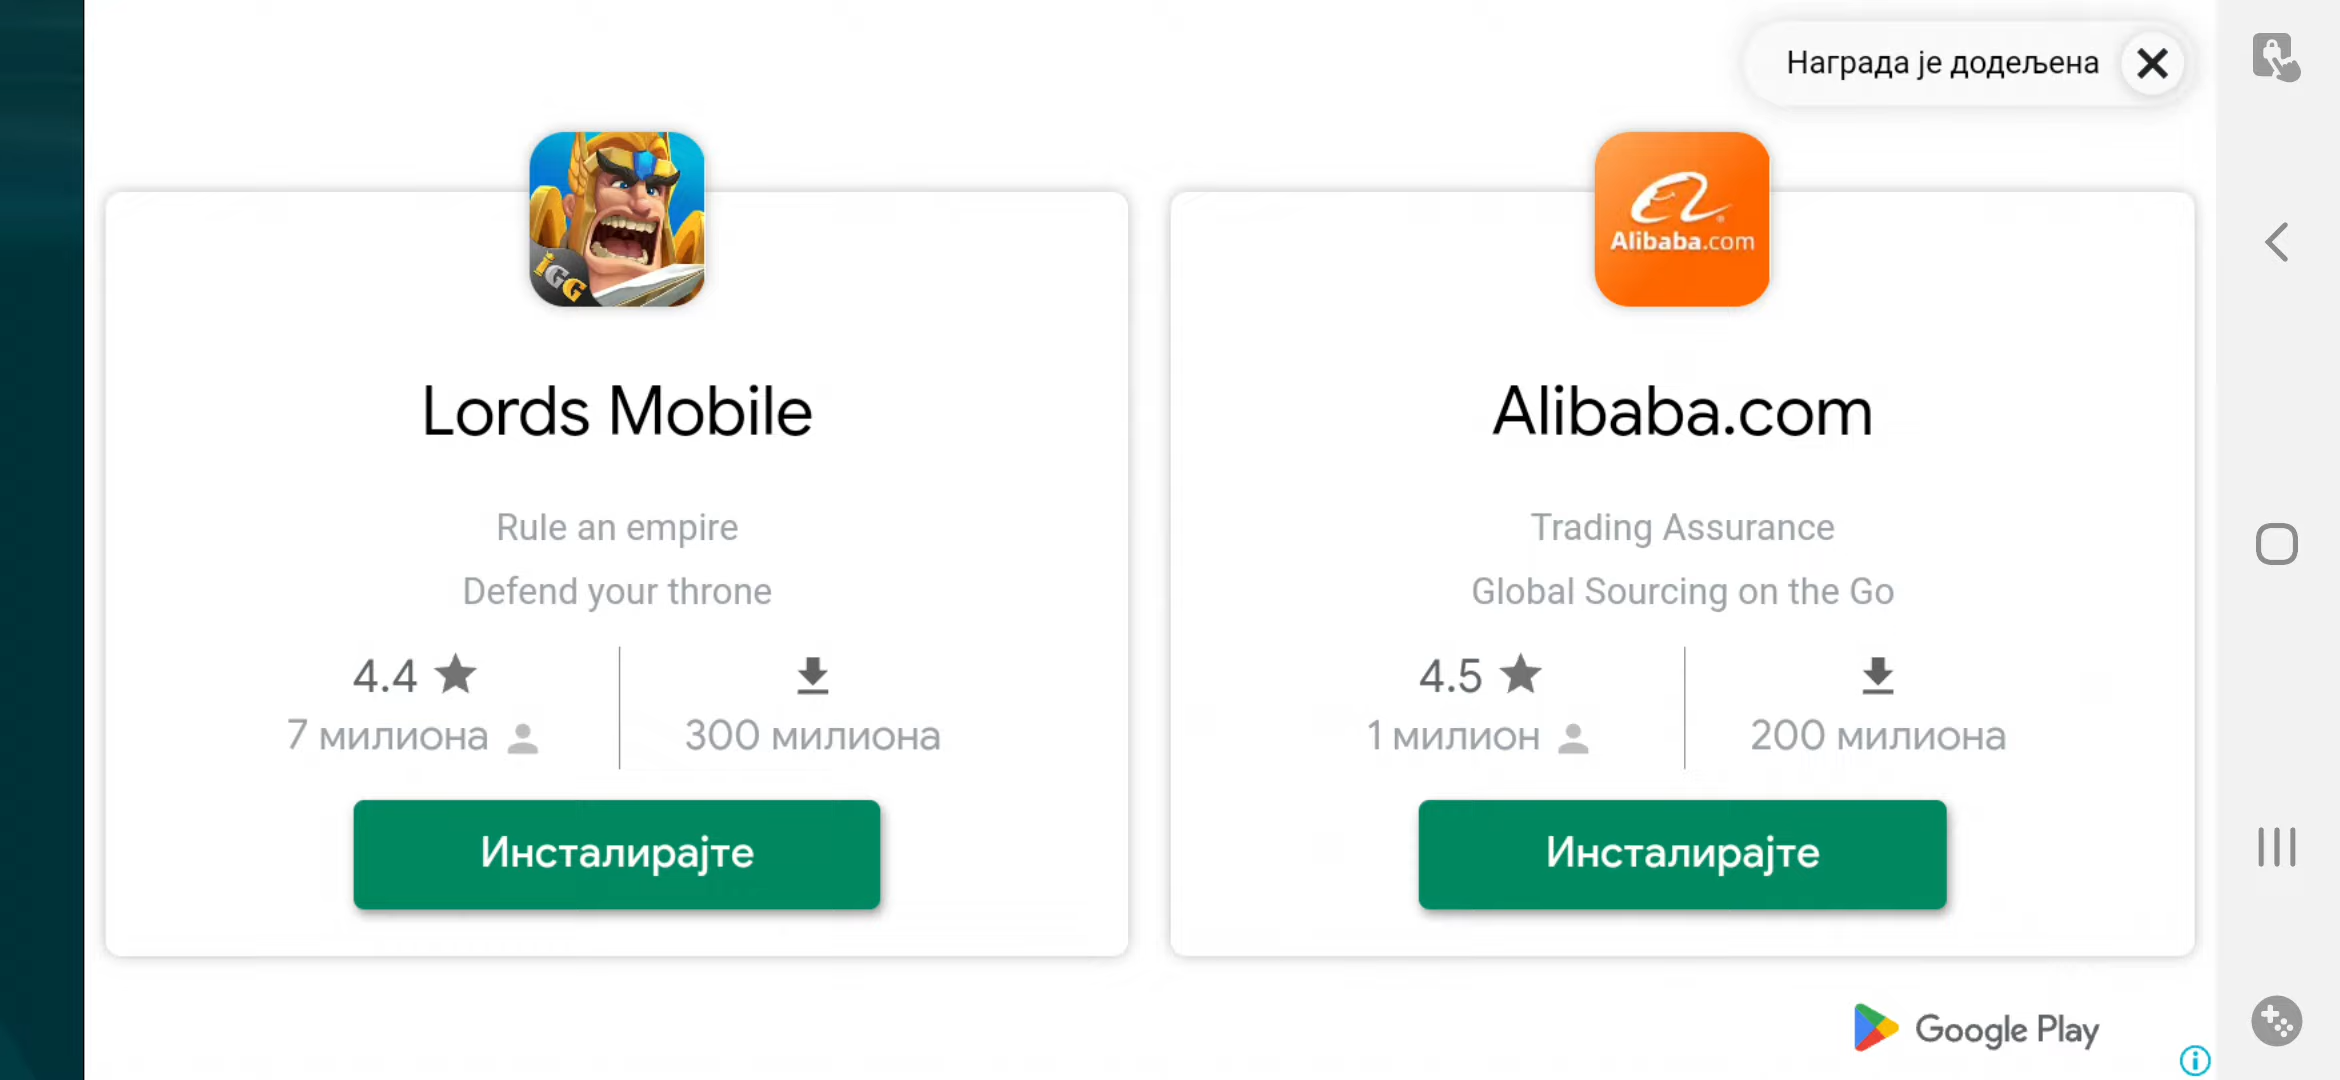 Награда је додељена
IGG
Alibaba.com
Lords Mobile
Rule an empire
Defend your throne
4.4
7 милиона
300 милиона
Инсталирајте
Alibaba.com
Trading Assurance
Global Sourcing on the Go
4.5
1 милион
200 милиона
Инсталирајте
Google Play